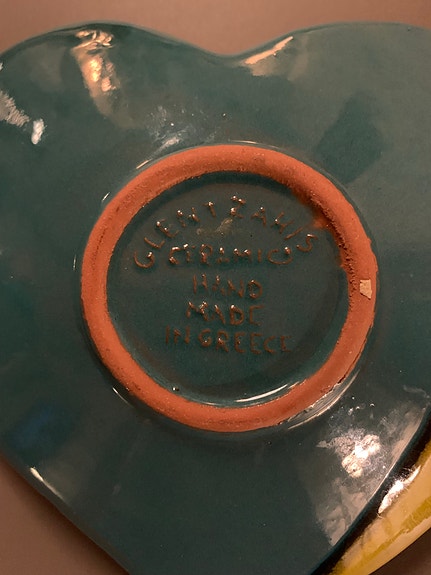 GLENTZAKIS
CERAMICS
HAND
MADE
IN GREECE